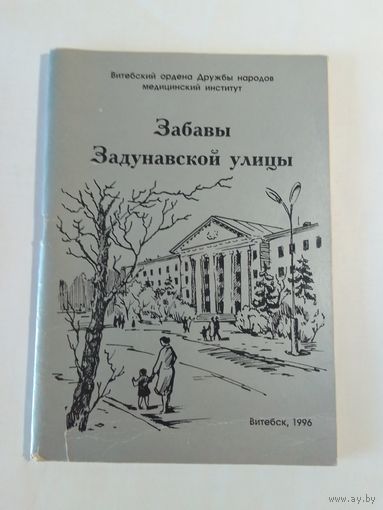 Витебский ордена Дружбы народов
медицинский институт
Забавы
Задунавской улицы
Витебск, 1996
www.ay.by